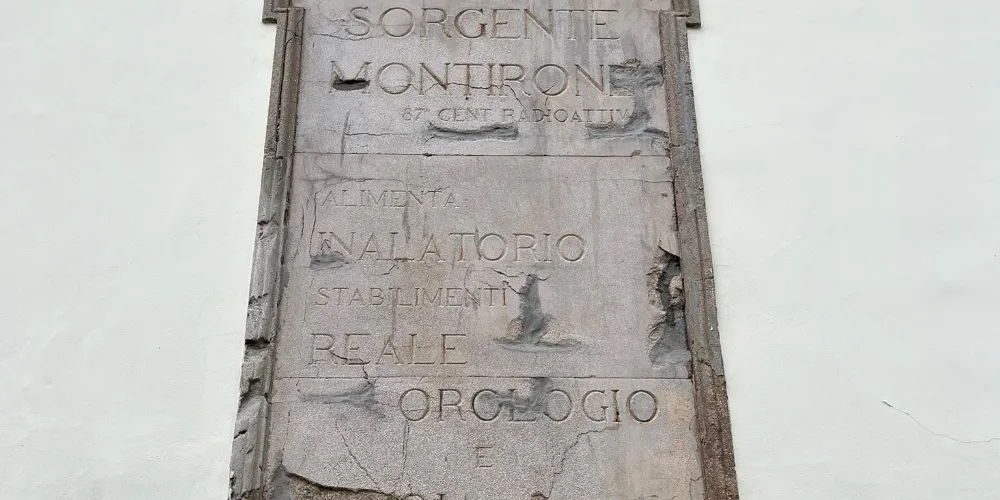 SORGENTE
MONTIRONE
87° CENT RADIOATTIV
ALIMENTA
INALATORIO
STABILIMENTI
REALE
OROLOGIO
E